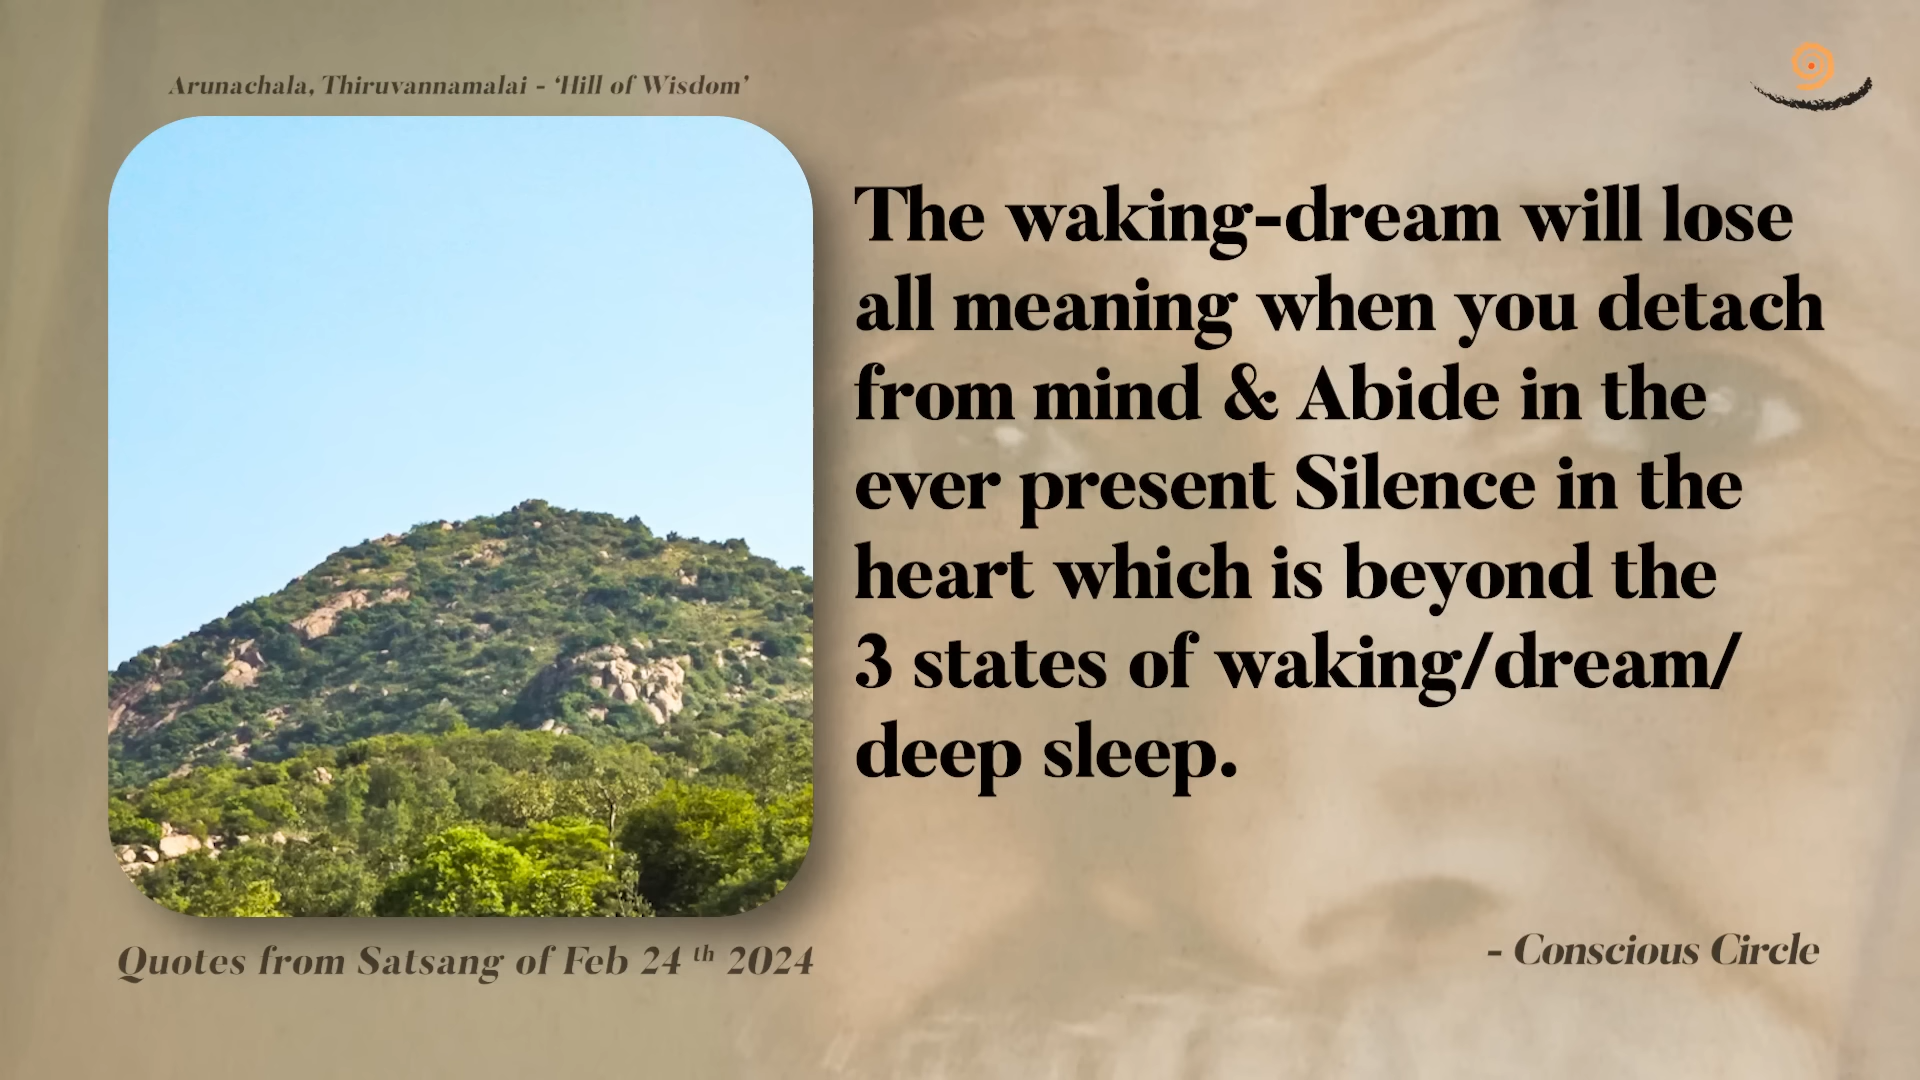 Arunachala, Thiruvannamalai - ‘Hill of Wisdom’
The waking-dream will lose
all meaning when you detach
from mind & Abide in the
ever present Silence in the
heart which is beyond the
3 states of waking/dream/
deep sleep.
Quotes from Satsang of Feb 24 th 2024
- Conscious Circle